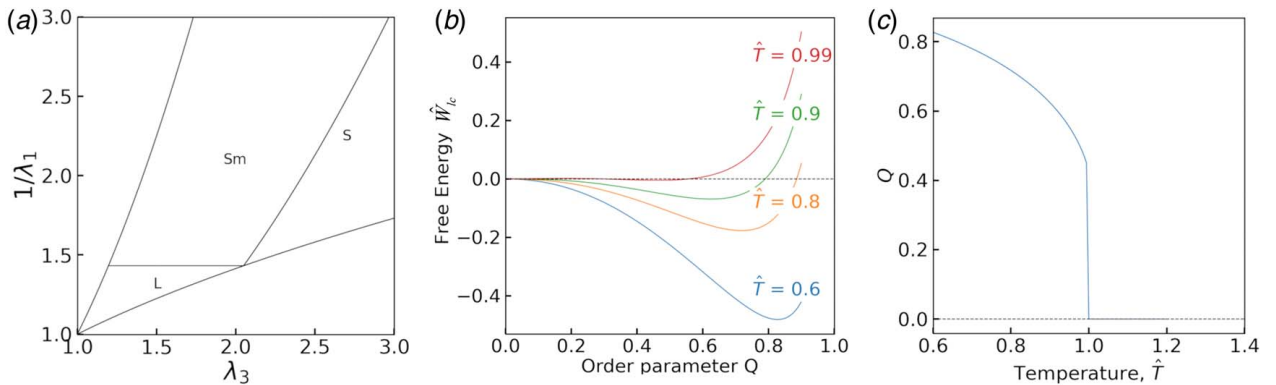 (a)
3.0
2.5
2.0
1.5
1.0
1/λ₁
Sm
S
L
1.0 1.5 2.0 2.5 3.0
λ₃
(b)
0.4
0.2
0.0
−0.2
−0.4
Free Energy Ŵlc
T̂ = 0.99
T̂ = 0.9
T̂ = 0.8
T̂ = 0.6
0.0 0.2 0.4 0.6 0.8 1.0
Order parameter Q
(c)
0.8
0.6
0.4
0.2
0.0
Q
0.6 0.8 1.0 1.2 1.4
Temperature, T̂